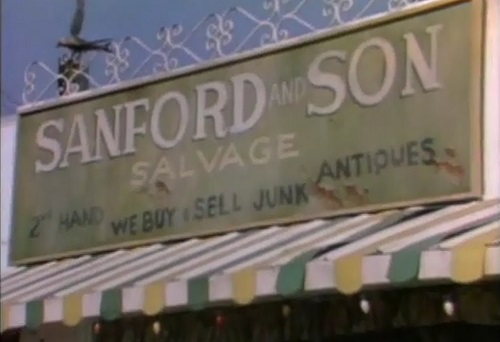 SANFORD AND SON
SALVAGE
2ND HAND WE BUY & SELL JUNK ANTIQUES